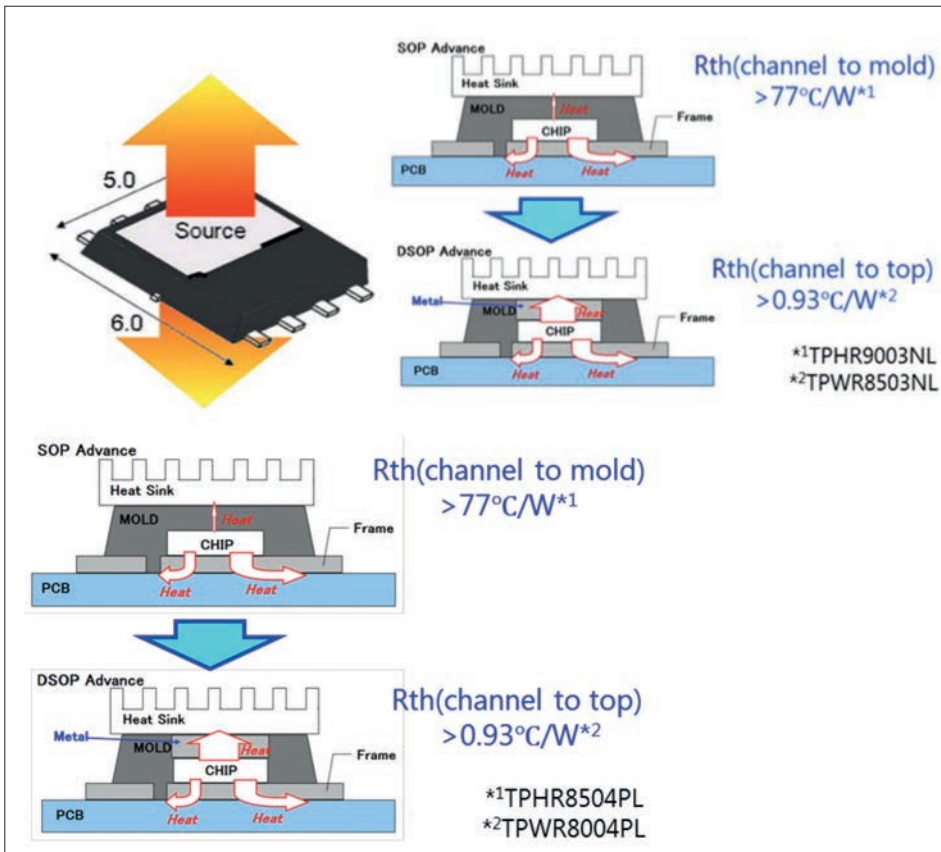 5.0
Source
6.0
SOP Advance
Heat Sink
MOLD
Heat
CHIP
Frame
PCB
Heat
Heat
Rth(channel to mold)
>77℃/W*1
DSOP Advance
Heat Sink
Metal
MOLD
Heat
CHIP
Frame
PCB
Heat
Heat
Rth(channel to top)
>0.93℃/W*2
*1TPHR9003NL
*2TPWR8503NL
SOP Advance
Heat Sink
MOLD
Heat
CHIP
Frame
PCB
Heat
Heat
Rth(channel to mold)
>77℃/W*1
DSOP Advance
Heat Sink
Metal
MOLD
Heat
CHIP
Frame
PCB
Heat
Heat
Rth(channel to top)
>0.93℃/W*2
*1TPHR8504PL
*2TPWR8004PL